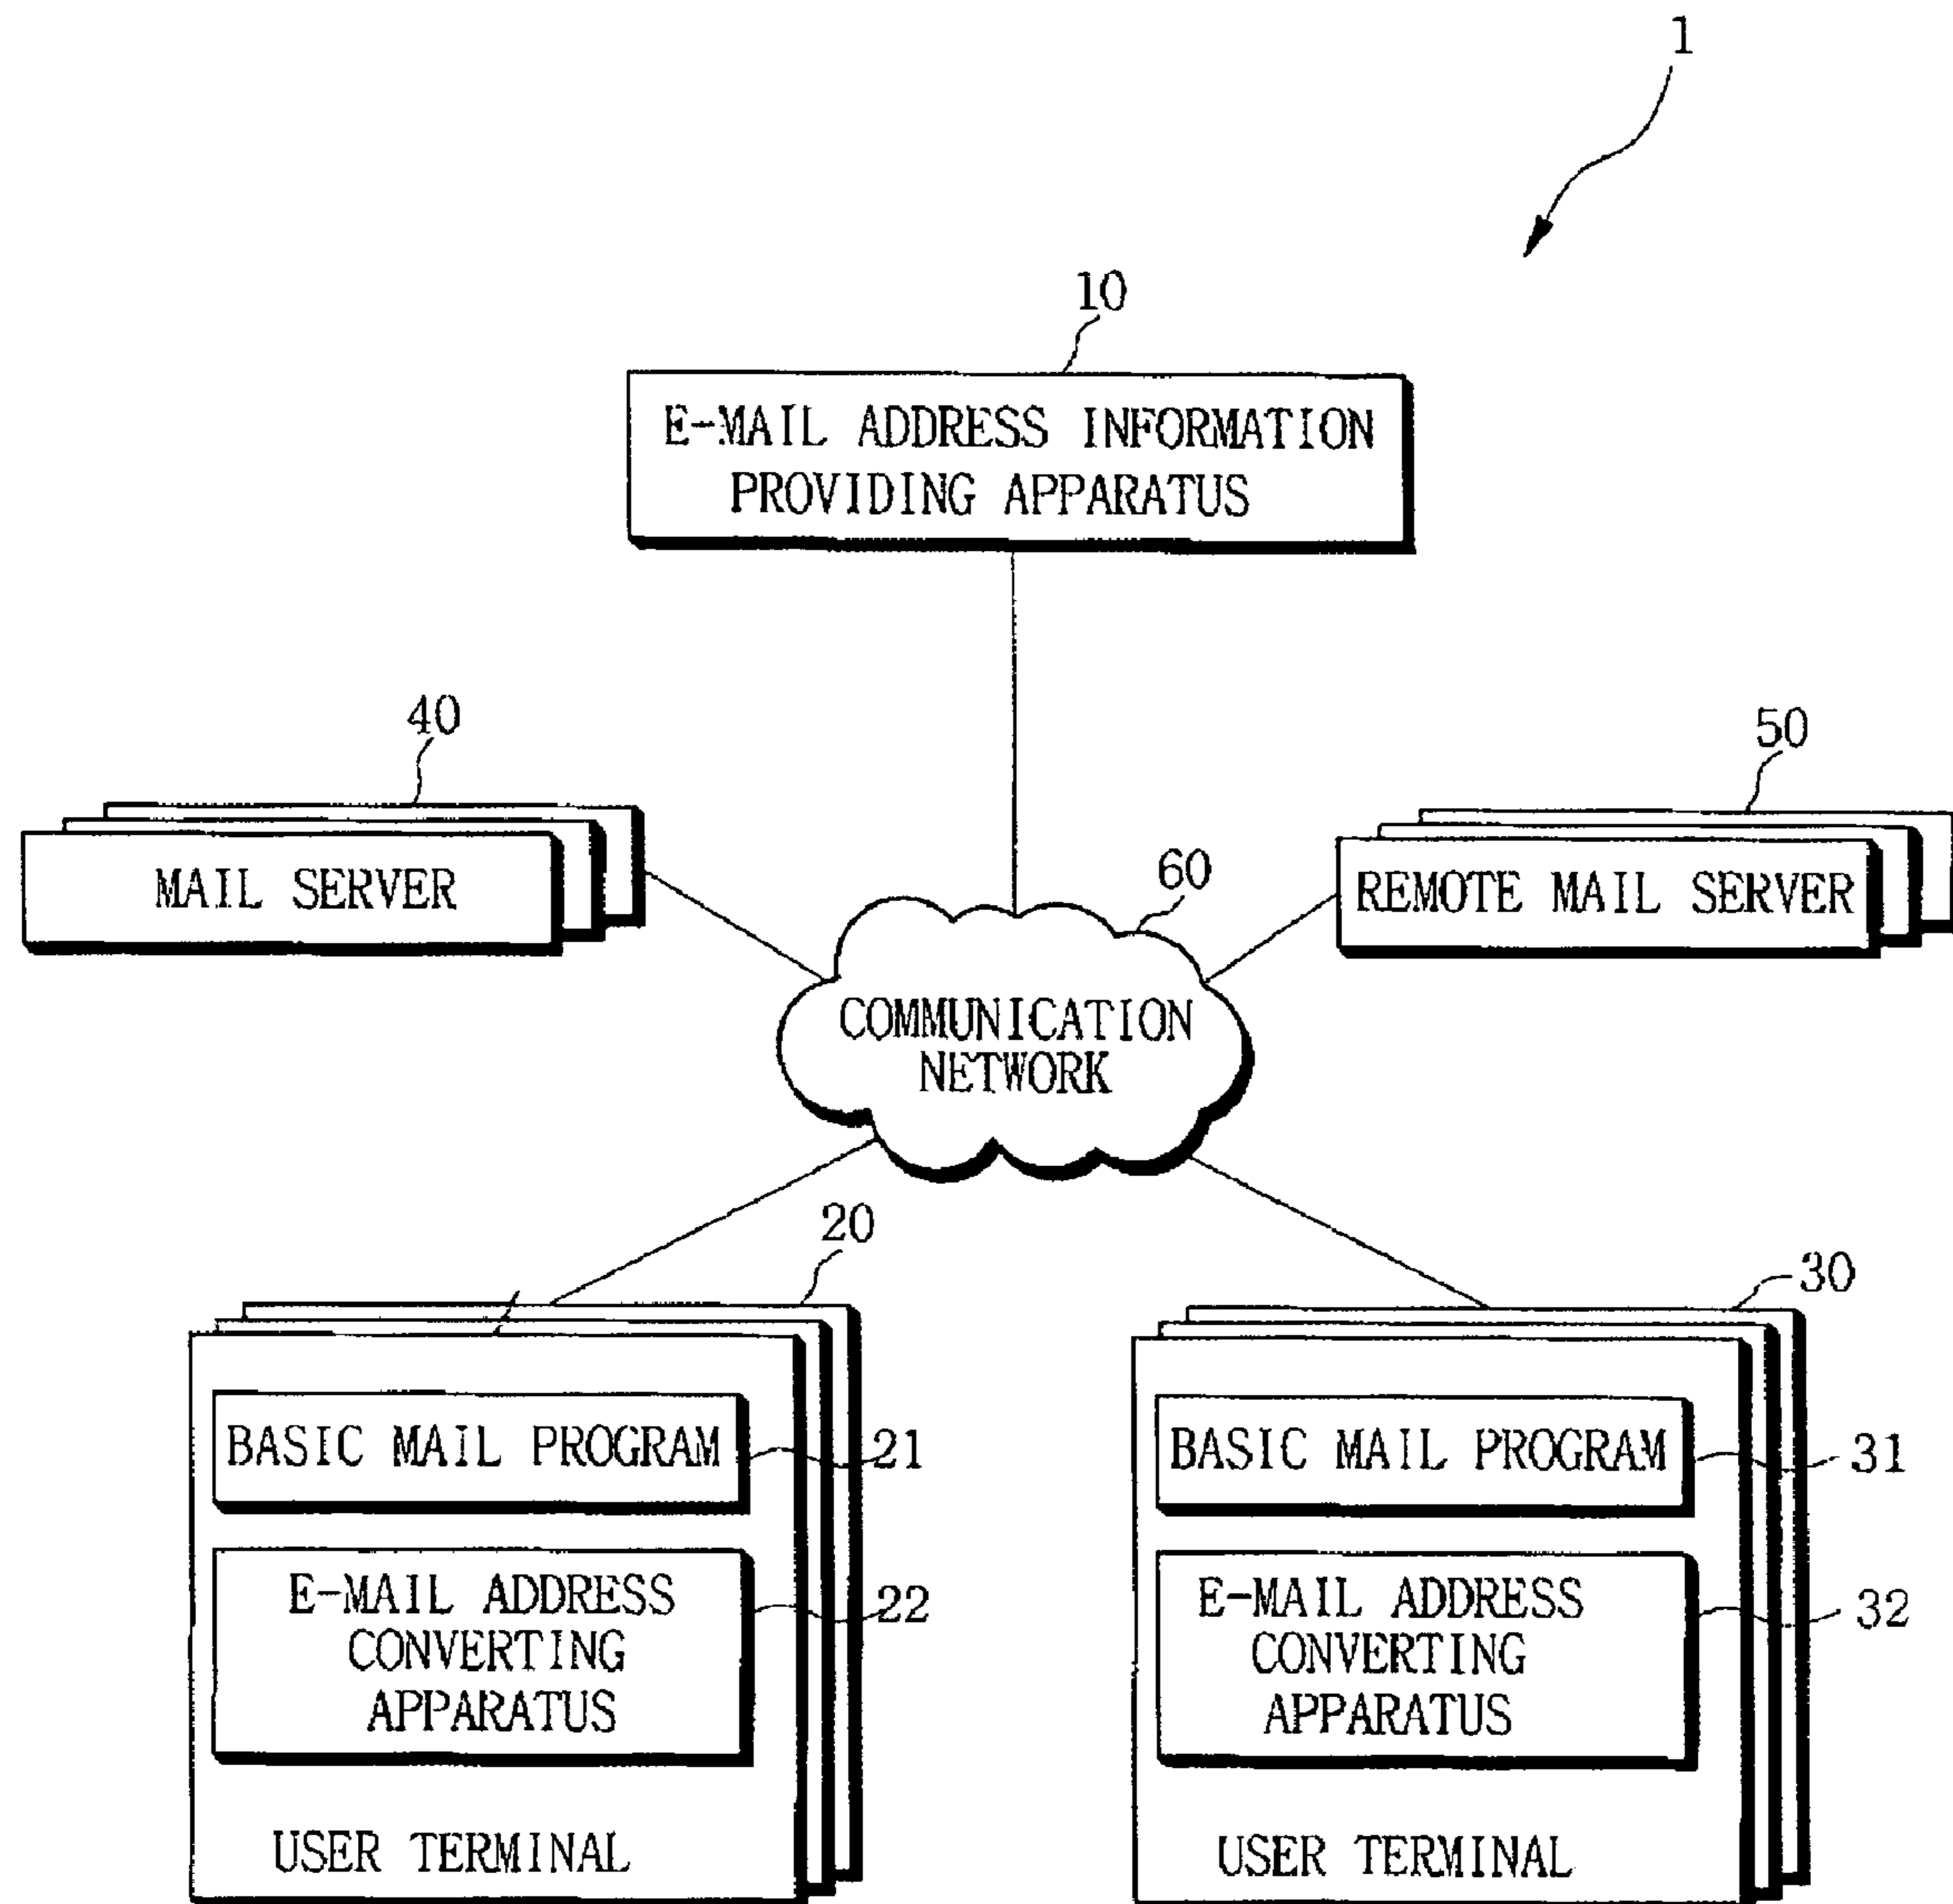 1
10
E-MAIL ADDRESS INFORMATION
PROVIDING APPARATUS
40
50
MAIL SERVER
60
REMOTE MAIL SERVER
COMMUNICATION
NETWORK
20
30
BASIC MAIL PROGRAM
21
E-MAIL ADDRESS
CONVERTING
APPARATUS
22
USER TERMINAL
BASIC MAIL PROGRAM
31
E-MAIL ADDRESS
CONVERTING
APPARATUS
32
USER TERMINAL